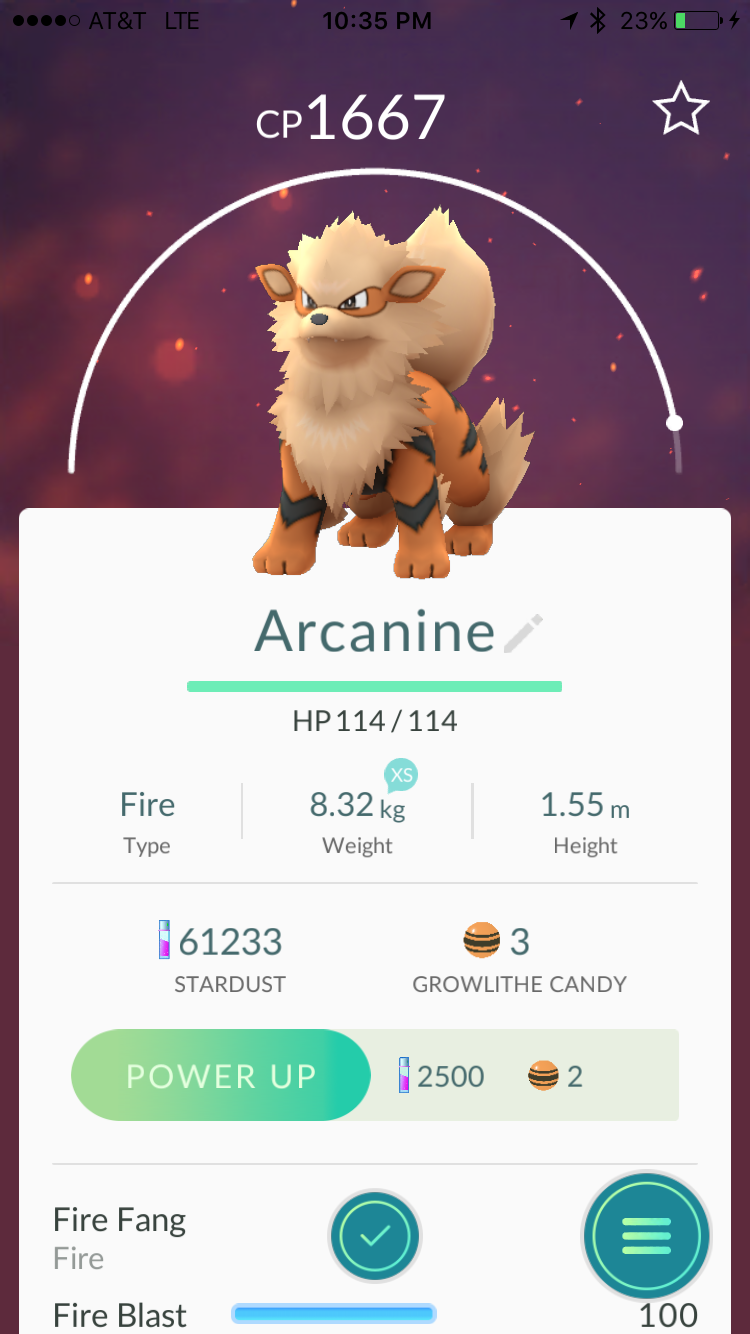 AT&T LTE 10:35 PM 23%
CP1667
Arcanine
HP 114 / 114
XS
Fire 8.32 kg 1.55 m
Type Weight Height
61233 3
STARDUST GROWLITHE CANDY
POWER UP 2500 2
Fire Fang
Fire
Fire Blast 100